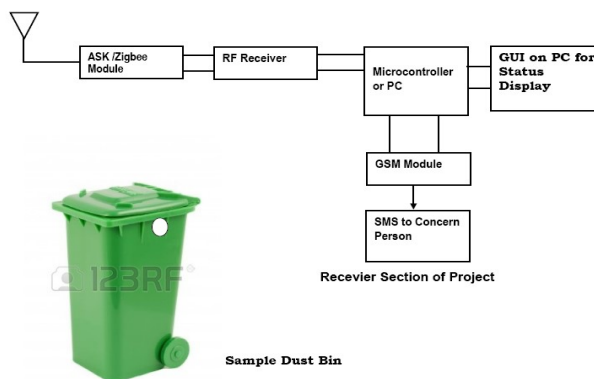 ASK /Zigbee
Module
RF Receiver
Microcontroller
or PC
GUI on PC for
Status
Display
GSM Module
SMS to Concern
Person
Recevier Section of Project
123RF®
Sample Dust Bin